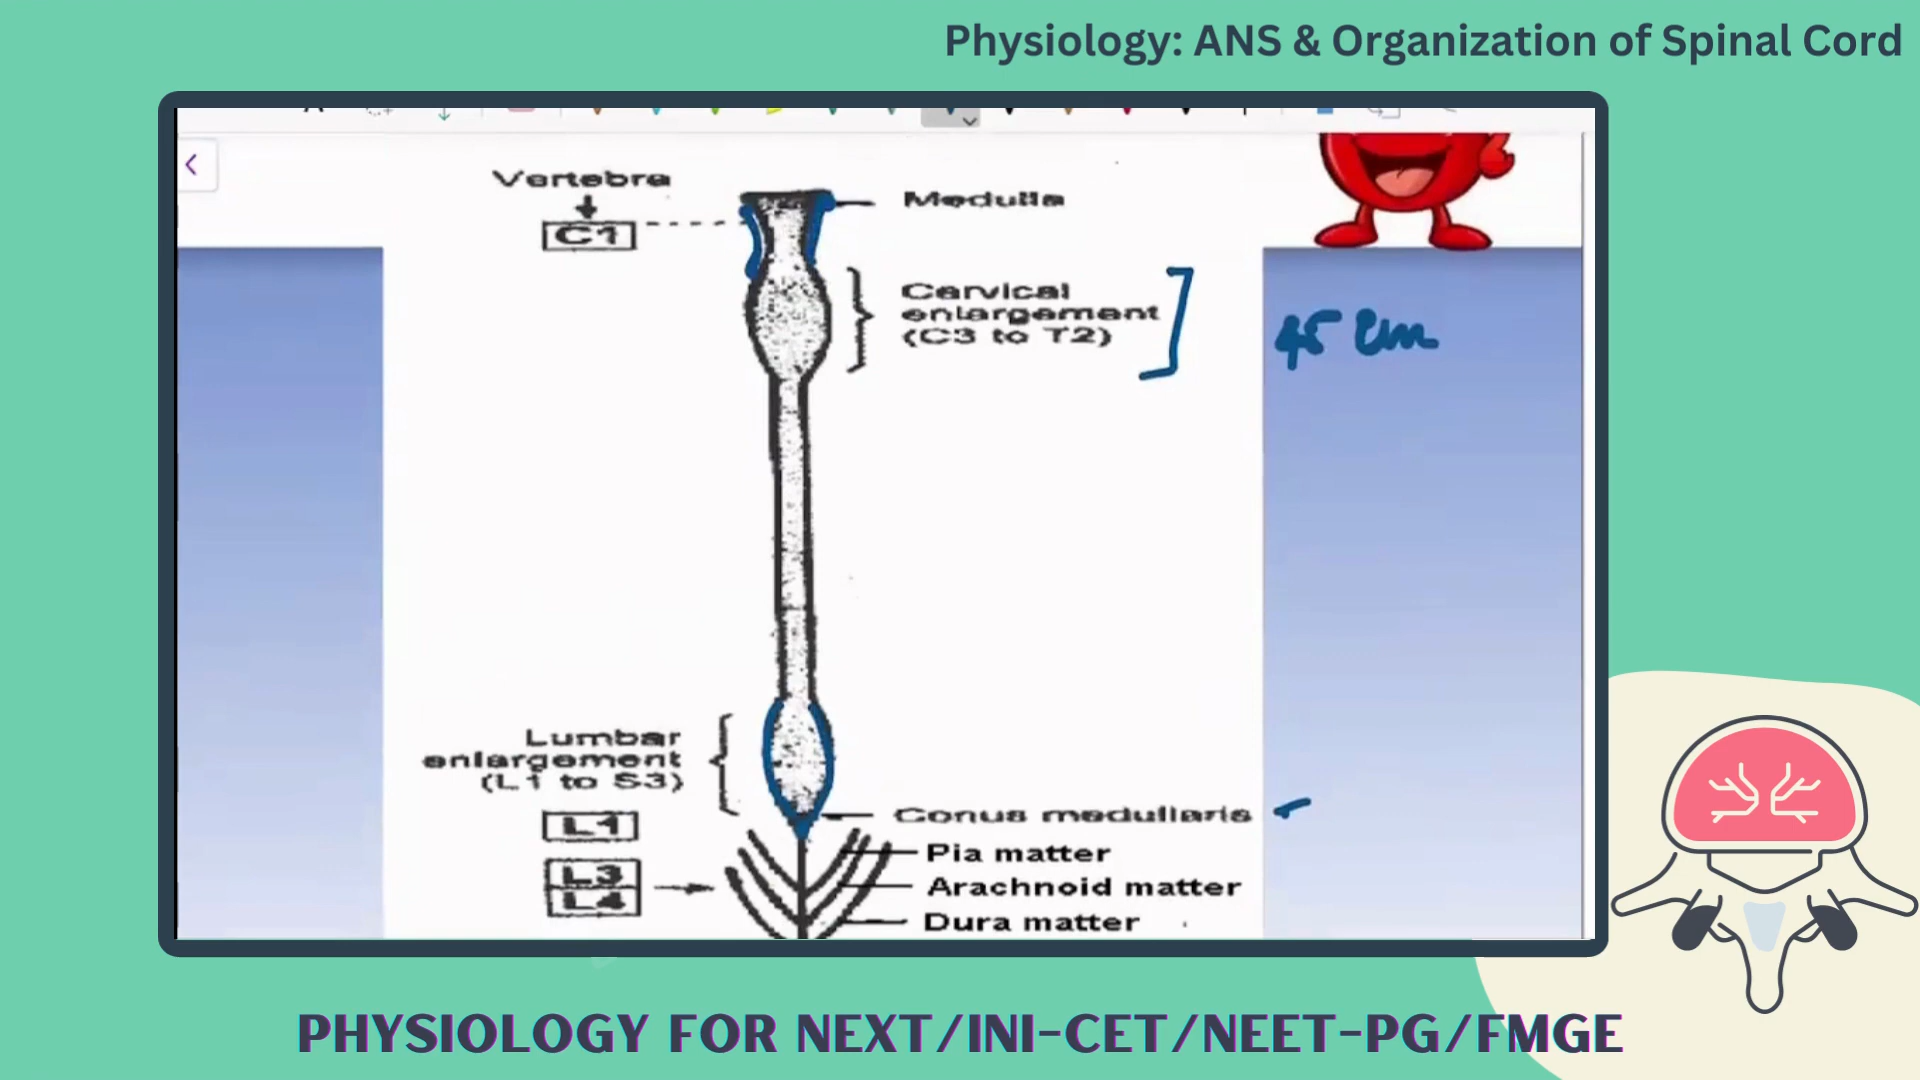 Physiology: ANS & Organization of Spinal Cord
Vertebra
C1
Medulla
Cervical
enlargement
(C3 to T2)
45 cm
Lumbar
enlargement
(L1 to S3)
L1
Conus medullaris
L3
L4
Pia matter
Arachnoid matter
Dura matter
PHYSIOLOGY FOR NEXT/INI-CET/NEET-PG/FMGE